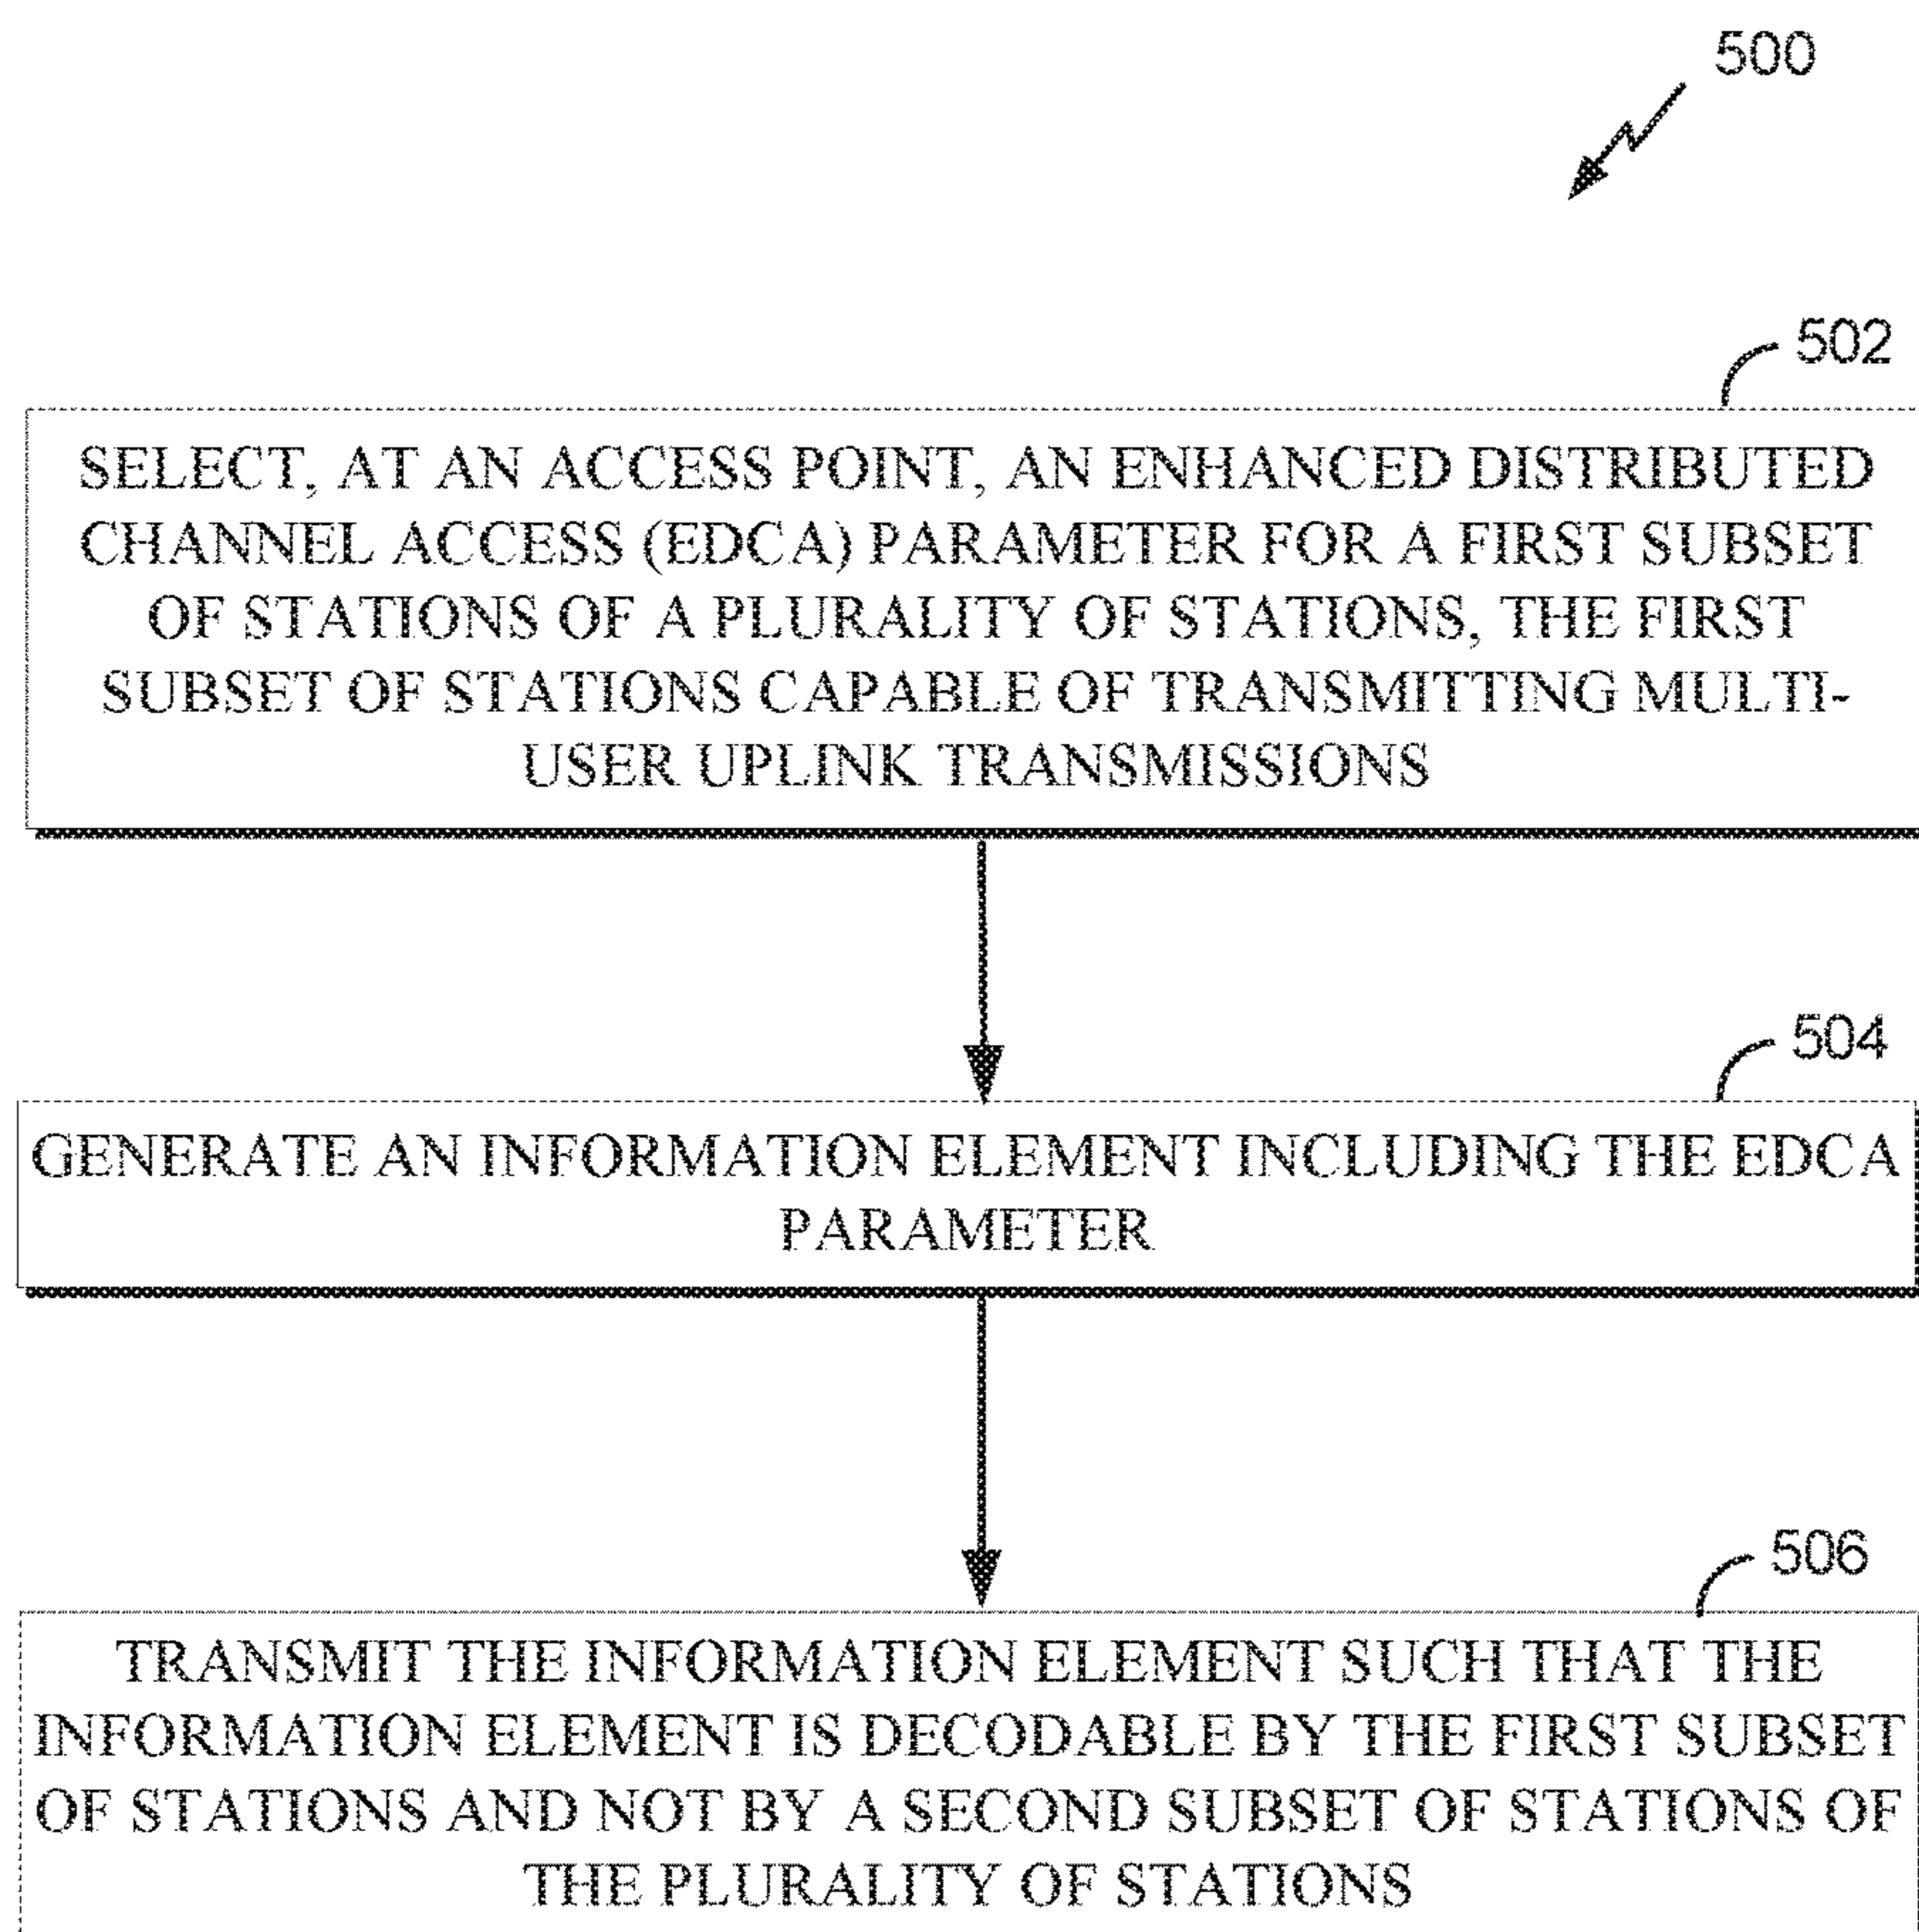 500
502
SELECT, AT AN ACCESS POINT, AN ENHANCED DISTRIBUTED
CHANNEL ACCESS (EDCA) PARAMETER FOR A FIRST SUBSET
OF STATIONS OF A PLURALITY OF STATIONS, THE FIRST
SUBSET OF STATIONS CAPABLE OF TRANSMITTING MULTI-
USER UPLINK TRANSMISSIONS
504
GENERATE AN INFORMATION ELEMENT INCLUDING THE EDCA
PARAMETER
506
TRANSMIT THE INFORMATION ELEMENT SUCH THAT THE
INFORMATION ELEMENT IS DECODABLE BY THE FIRST SUBSET
OF STATIONS AND NOT BY A SECOND SUBSET OF STATIONS OF
THE PLURALITY OF STATIONS